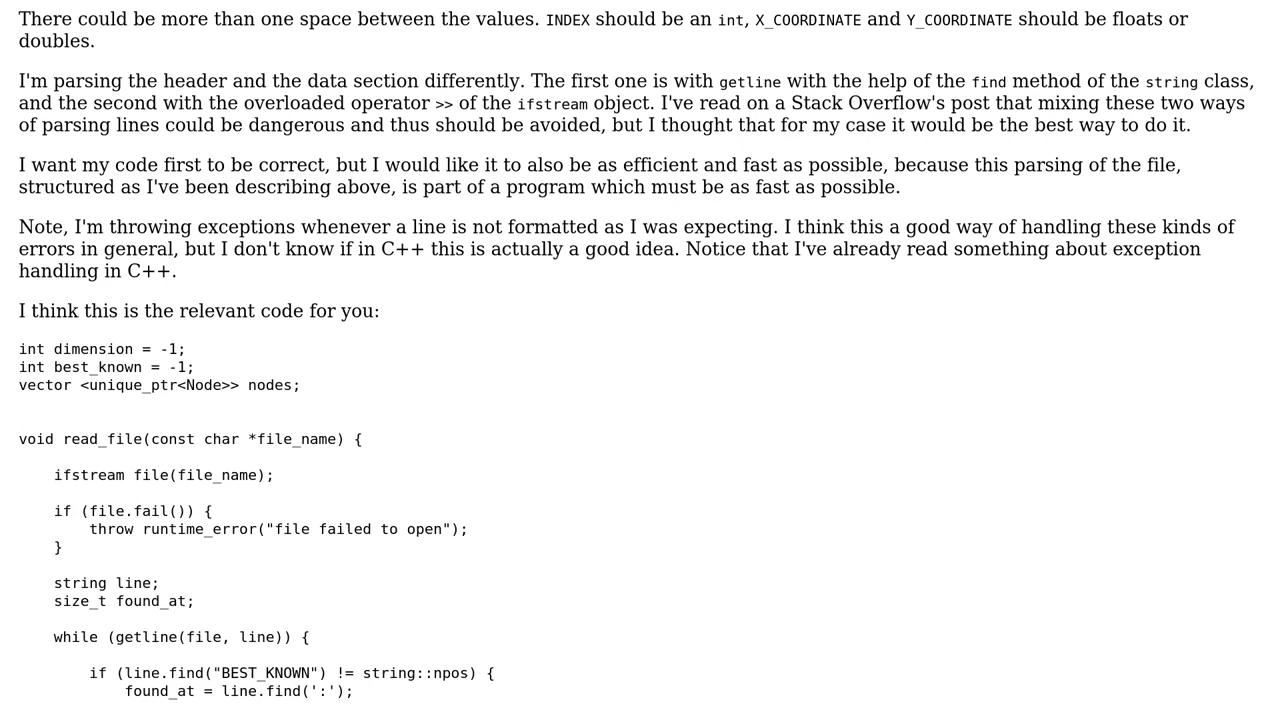 There could be more than one space between the values. INDEX should be an int, X_COORDINATE and Y_COORDINATE should be floats or
doubles.
I'm parsing the header and the data section differently. The first one is with getline with the help of the find method of the string class,
and the second with the overloaded operator >> of the ifstream object. I've read on a Stack Overflow's post that mixing these two ways
of parsing lines could be dangerous and thus should be avoided, but I thought that for my case it would be the best way to do it.
I want my code first to be correct, but I would like it to also be as efficient and fast as possible, because this parsing of the file,
structured as I've been describing above, is part of a program which must be as fast as possible.
Note, I'm throwing exceptions whenever a line is not formatted as I was expecting. I think this a good way of handling these kinds of
errors in general, but I don't know if in C++ this is actually a good idea. Notice that I've already read something about exception
handling in C++.
I think this is the relevant code for you:
int dimension = -1;
int best_known = -1;
vector <unique_ptr<Node>> nodes;
void read_file(const char *file_name) {
    ifstream file(file_name);
    if (file.fail()) {
        throw runtime_error("file failed to open");
    }
    string line;
    size_t found_at;
    while (getline(file, line)) {
        if (line.find("BEST_KNOWN") != string::npos) {
            found_at = line.find(':');